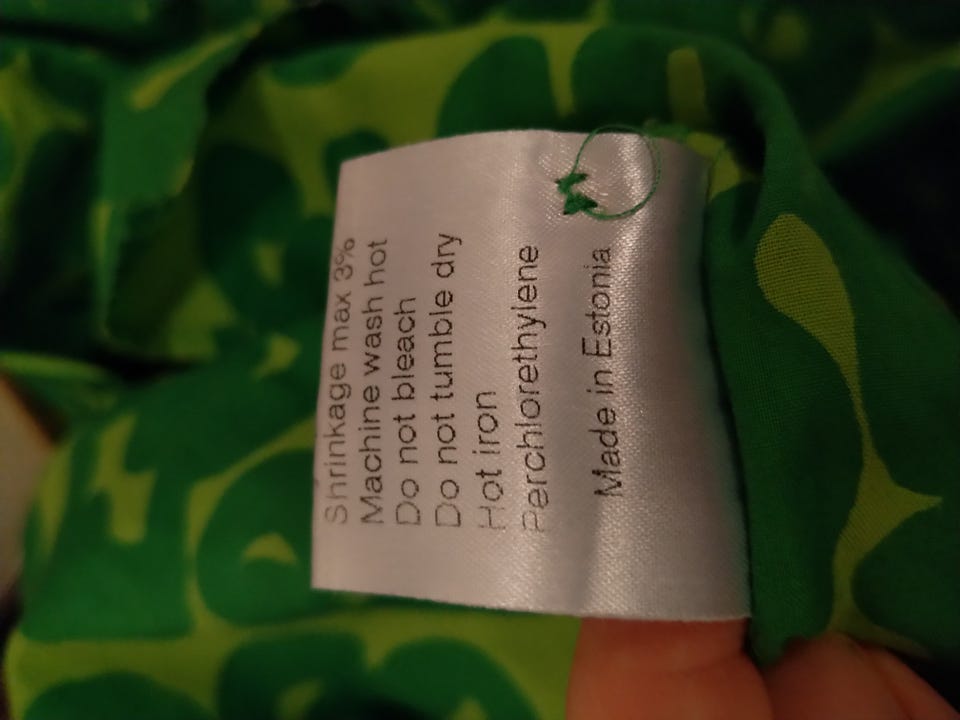 Shrinkage max 3%
Machine wash hot
Do not bleach
Do not tumble dry
Hot iron
Perchlorethylene
Made in Estonia